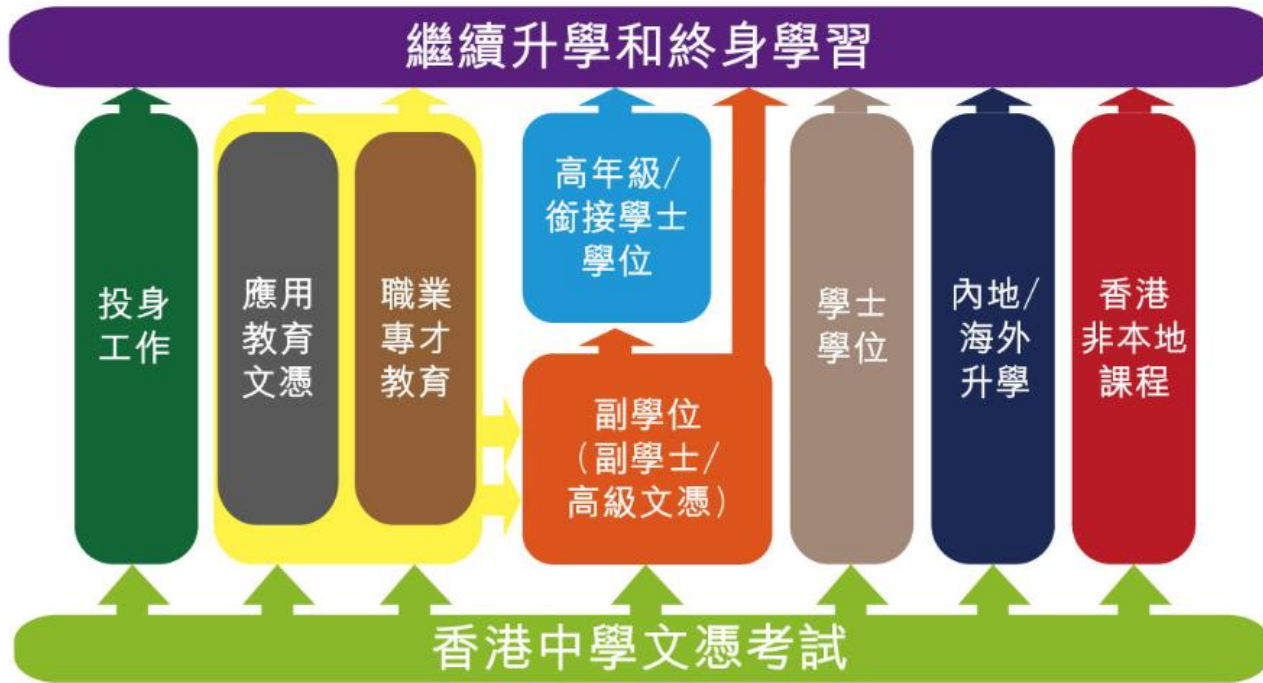 繼續升學和終身學習
投身
工作
應用
教育
文憑
職業
專才
教育
高年級/
銜接學士
學位
副學位
(副學士/
高級文憑)
學士
學位
內地/
海外
升學
香港
非本地
課程
香港中學文憑考試